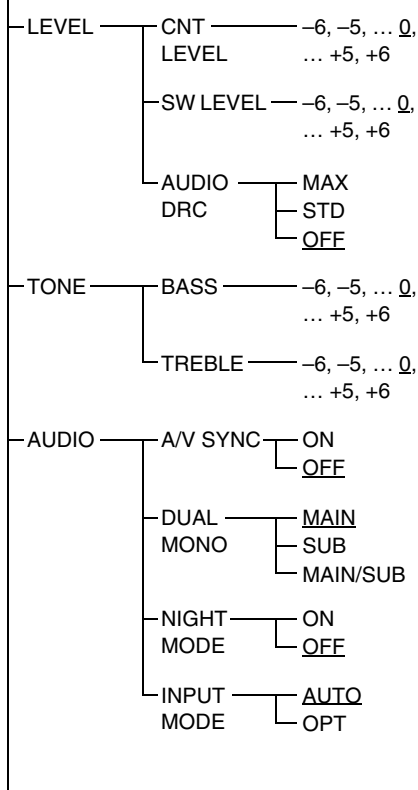 LEVEL CNT LEVEL –6, –5, … 0, … +5, +6
SW LEVEL –6, –5, … 0, … +5, +6
AUDIO DRC MAX
STD
OFF
TONE BASS –6, –5, … 0, … +5, +6
TREBLE –6, –5, … 0, … +5, +6
AUDIO A/V SYNC ON
OFF
DUAL MONO MAIN
SUB
MAIN/SUB
NIGHT MODE ON
OFF
INPUT MODE AUTO
OPT